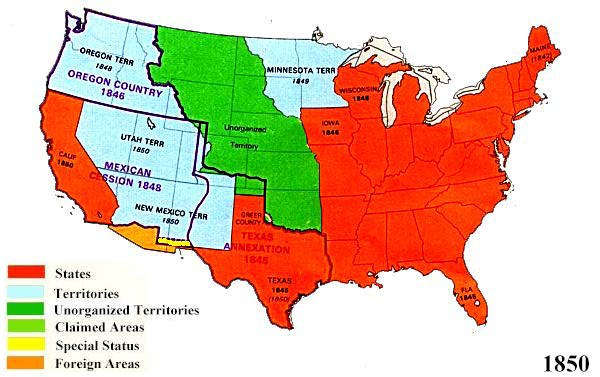 OREGON TERR
1848
OREGON COUNTRY
1846
MINNESOTA TERR
1849
MAINE
(1842)
WISCONSIN
1848
IOWA
1846
Unorganized
Territory
UTAH TERR
1850
CALIF
1850
MEXICAN
CESSION 1848
NEW MEXICO TERR
1850
GREER
COUNTY
TEXAS
ANNEXATION
1845
TEXAS
1845
(1850)
FLA
1845
States
Territories
Unorganized Territories
Claimed Areas
Special Status
Foreign Areas
1850